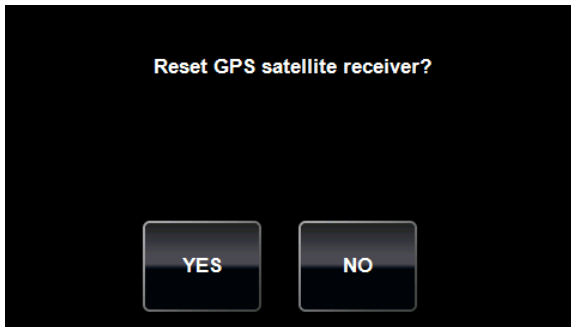 Reset GPS satellite receiver?
YES
NO